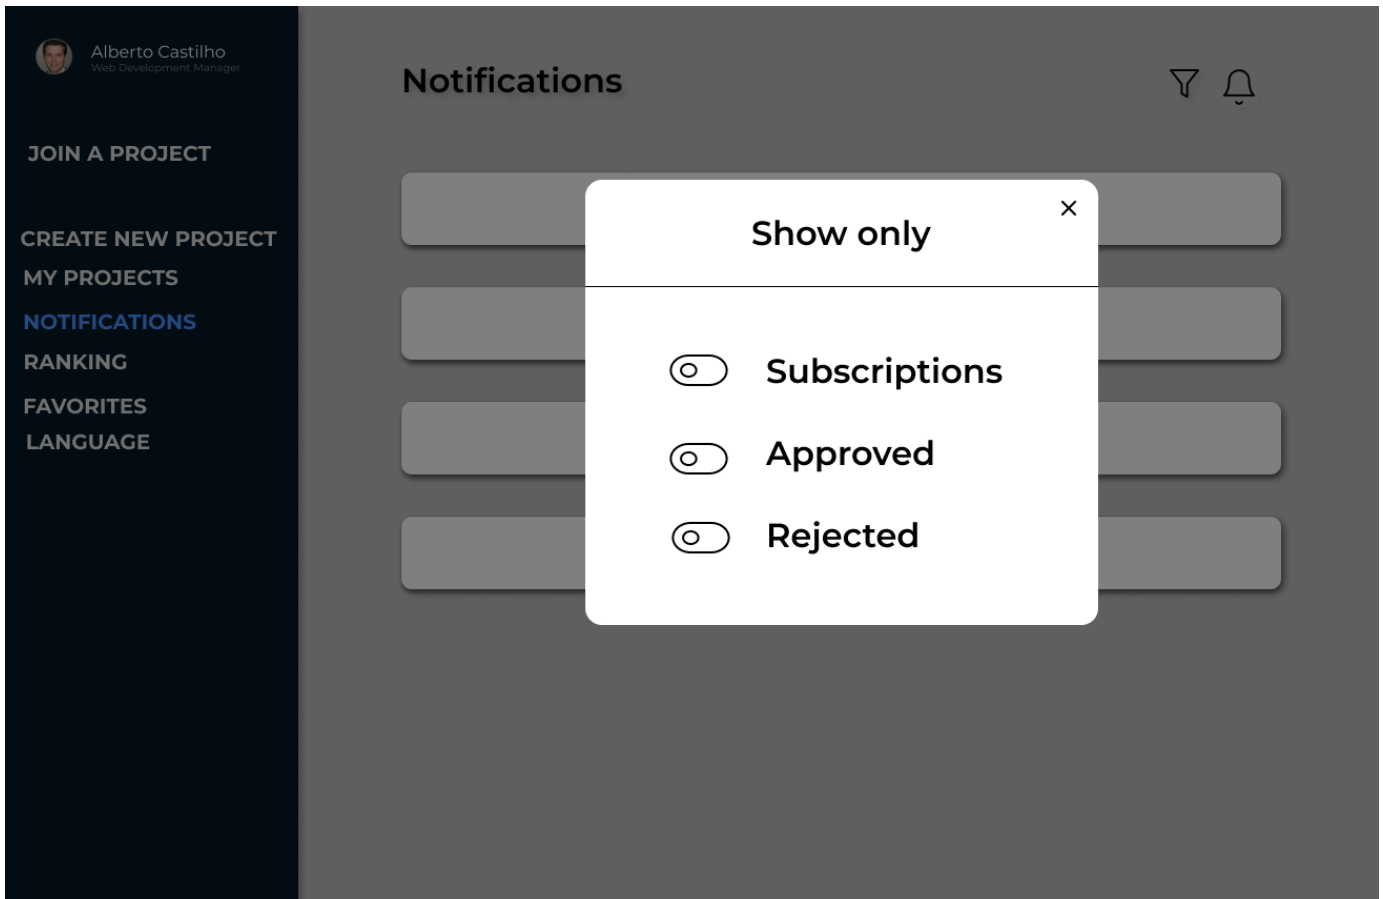 Alberto Castilho
Web Development Manager
JOIN A PROJECT
CREATE NEW PROJECT
MY PROJECTS
NOTIFICATIONS
RANKING
FAVORITES
LANGUAGE
Notifications
Show only
Subscriptions
Approved
Rejected